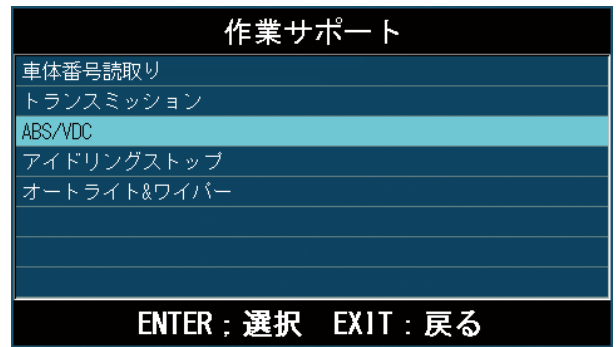 作業サポート
車体番号読取り
トランスミッション
ABS/VDC
アイドリングストップ
オートライト&ワイパー
ENTER：選択　EXIT：戻る